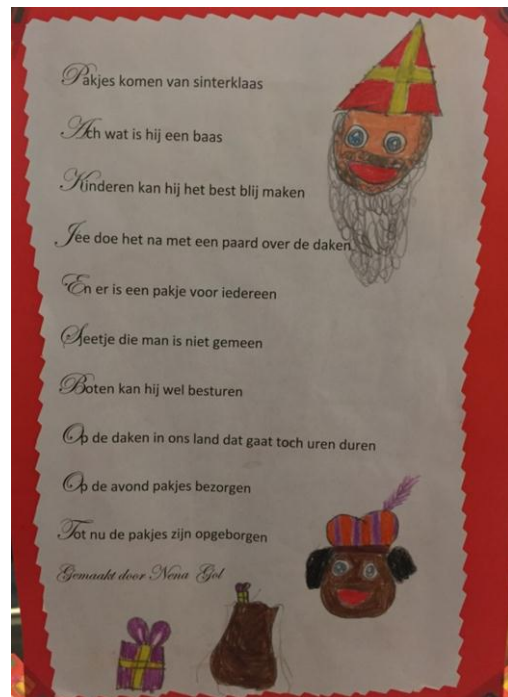 Pakjes komen van sinterklaas
Ach wat is hij een baas
Kinderen kan hij het best blij maken
Jee doe het na met een paard over de daken
En er is een pakje voor iedereen
Sfeetje die man is niet gemeen
Boten kan hij wel besturen
Op de daken in ons land dat gaat toch uren duren
Op de avond pakjes bezorgen
Tot nu de pakjes zijn opgeborgen
Gemaakt door Nena Gol